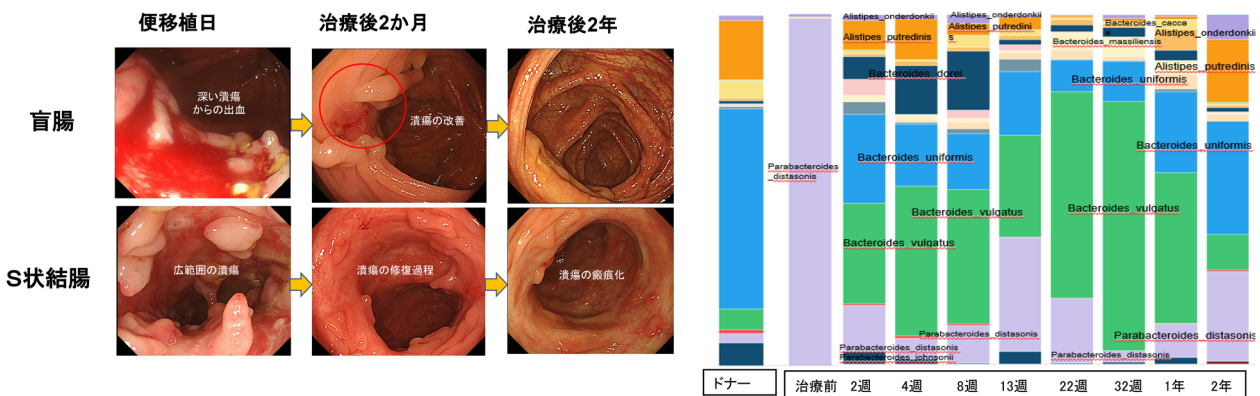 便移植日
治療後2か月
治療後2年
盲腸
深い潰瘍
からの出血
潰瘍の改善
S状結腸
広範囲の潰瘍
潰瘍の修復過程
潰瘍の瘢痕化
Parabacteroides
_distasonis
Alistipes_onderdonkii
Alistipes_putredinis
Alistipes_onderdonkii
Alistipes_putredini
s
Bacteroides_dorei
Bacteroides_cacca
e
Bacteroides_massiliensis
Alistipes_onderdonkii
Alistipes_putredinis
Bacteroides_uniformis
Bacteroides_uniformis
Bacteroides_uniformis
Bacteroides_vulgatus
Bacteroides_vulgatus
Bacteroides_vulgatus
Parabacteroides_distasonis
Parabacteroides_distasonis
Parabacteroides_distasonis
Parabacteroides_johnsonii
Parabacteroides_distasonis
ドナー
治療前
2週
4週
8週
13週
22週
32週
1年
2年